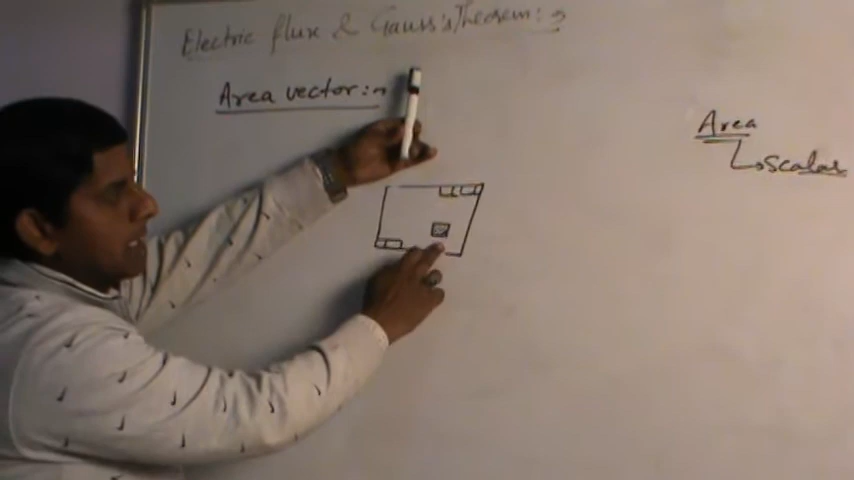 Electric flux & Gauss's Theorem:→
Area vector:→
Area
↳ Scalar